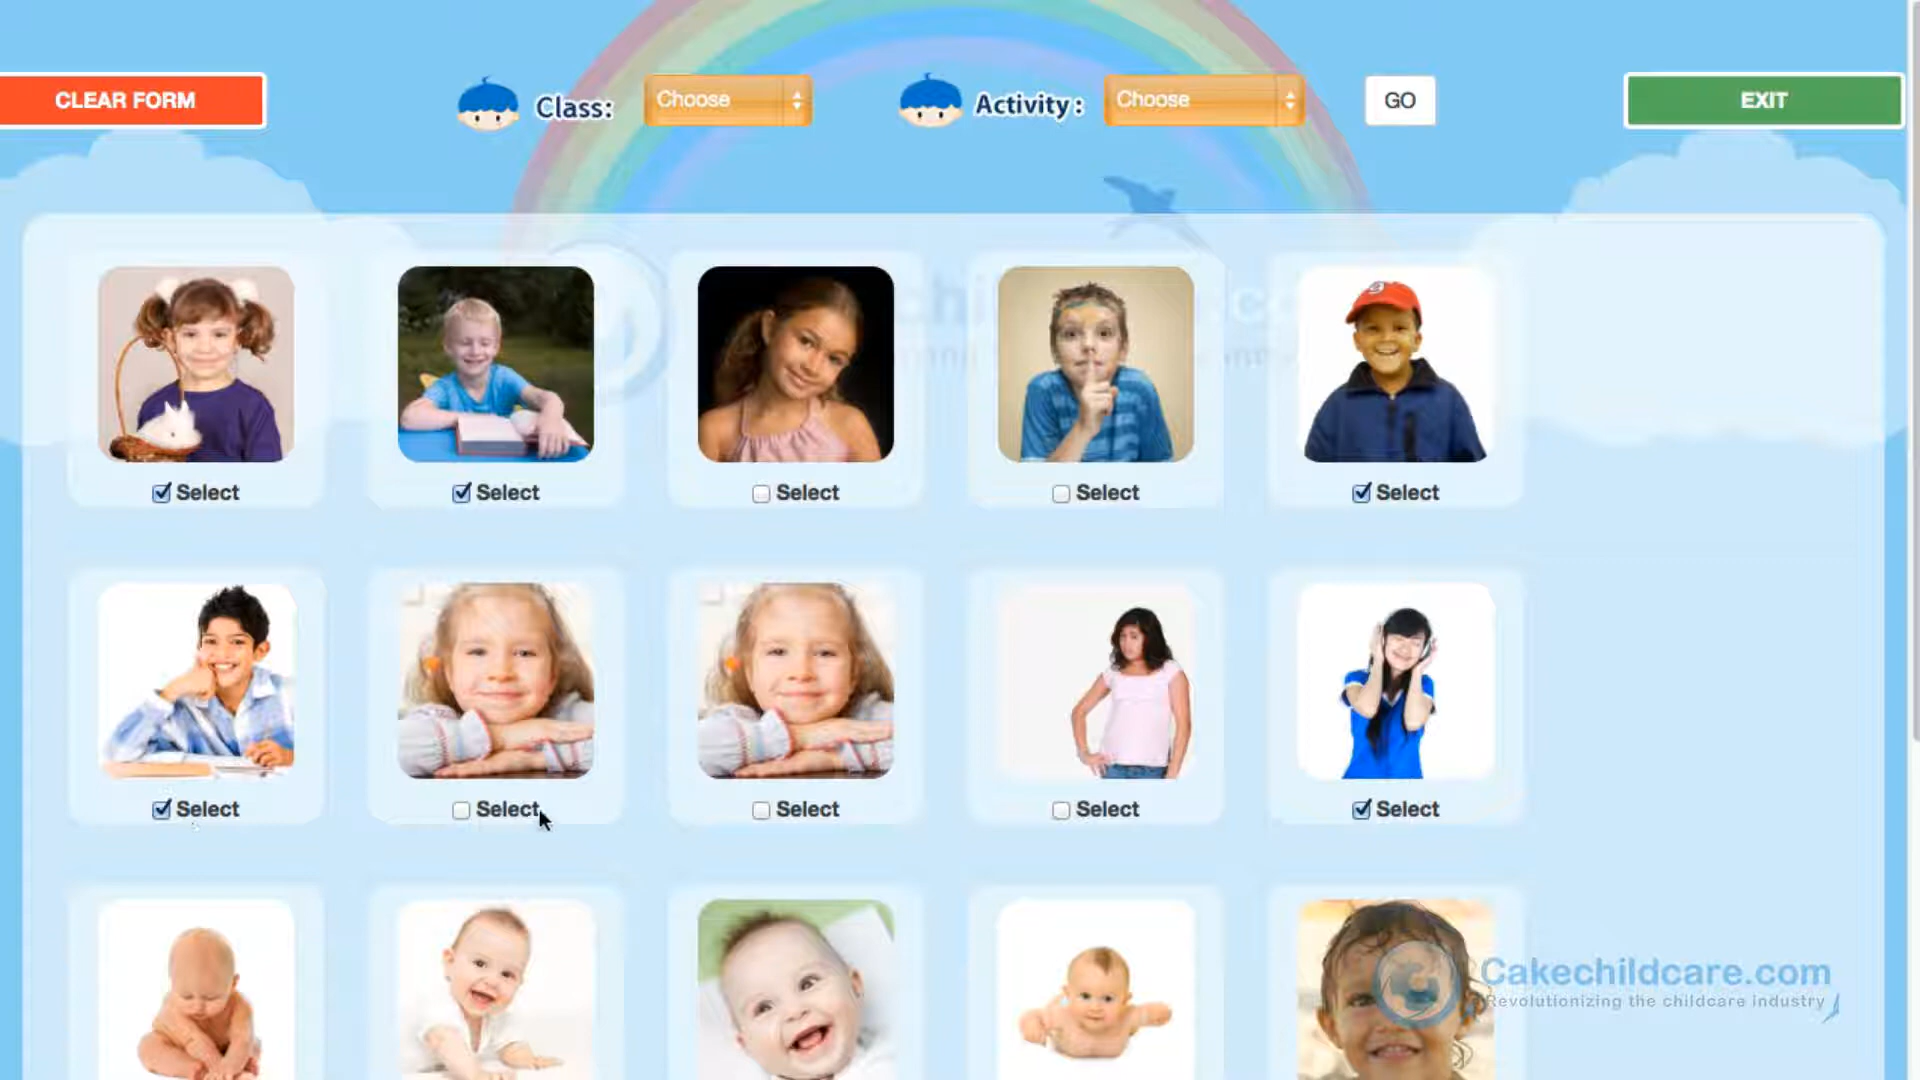 CLEAR FORM
Class:
Choose
Activity:
Choose
GO
EXIT
Select
Select
Select
Select
Select
Select
Select
Select
Select
Select
Cakechildcare.com
Revolutionizing the childcare industry